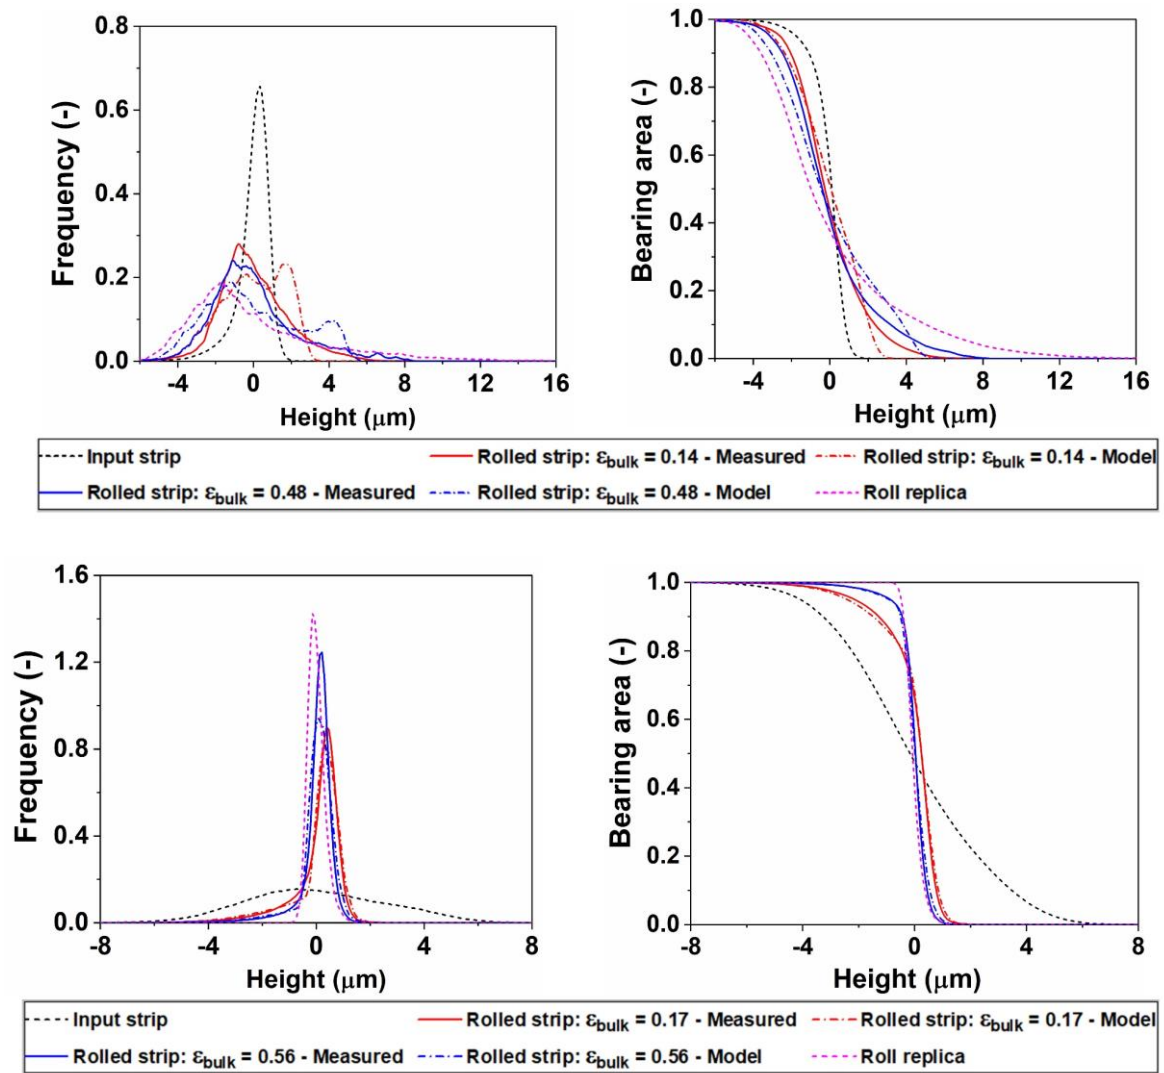 0.8
0.6
0.4
0.2
0.0
Frequency (-)
-4 0 4 8 12 16
Height (μm)
1.0
0.8
0.6
0.4
0.2
0.0
Bearing area (-)
-4 0 4 8 12 16
Height (μm)
Input strip Rolled strip: εbulk = 0.14 - Measured Rolled strip: εbulk = 0.14 - Model
Rolled strip: εbulk = 0.48 - Measured Rolled strip: εbulk = 0.48 - Model Roll replica
1.6
1.2
0.8
0.4
0.0
Frequency (-)
-8 -4 0 4 8
Height (μm)
1.0
0.8
0.6
0.4
0.2
0.0
Bearing area (-)
-8 -4 0 4 8
Height (μm)
Input strip Rolled strip: εbulk = 0.17 - Measured Rolled strip: εbulk = 0.17 - Model
Rolled strip: εbulk = 0.56 - Measured Rolled strip: εbulk = 0.56 - Model Roll replica